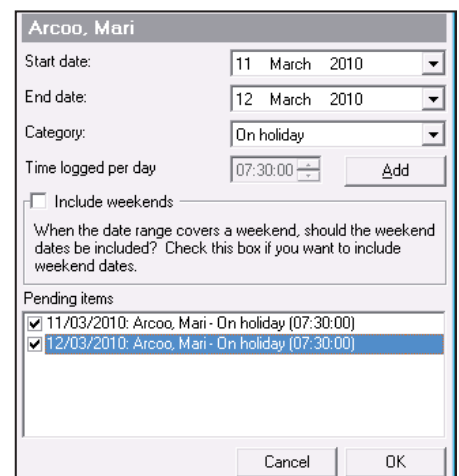 Arcoo, Mari
Start date: 11 March 2010
End date: 12 March 2010
Category: On holiday
Time logged per day 07:30:00 Add
Include weekends
When the date range covers a weekend, should the weekend
dates be included? Check this box if you want to include
weekend dates.
Pending items
11/03/2010: Arcoo, Mari - On holiday (07:30:00)
12/03/2010: Arcoo, Mari - On holiday (07:30:00)
Cancel OK